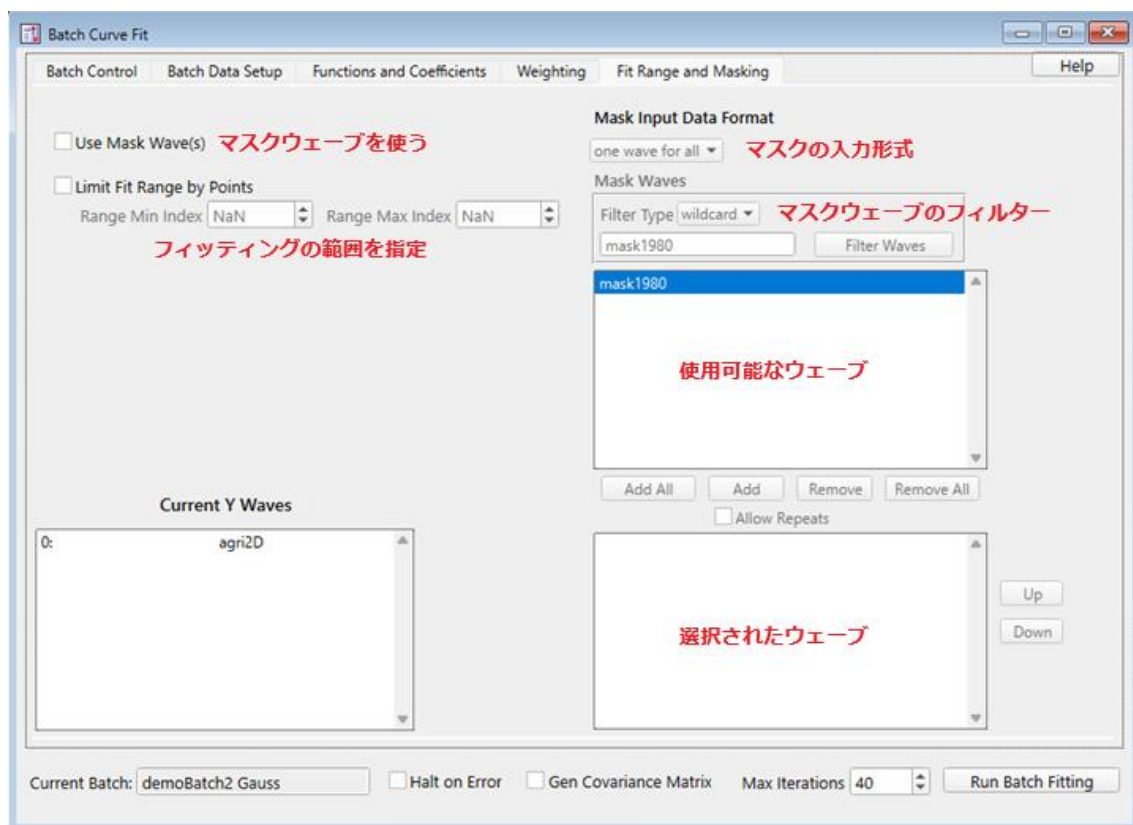 Batch Curve Fit
Batch Control Batch Data Setup Functions and Coefficients Weighting Fit Range and Masking Help
Use Mask Wave(s) マスクウェーブを使う
Limit Fit Range by Points
Range Min Index NaN Range Max Index NaN
フィッティングの範囲を指定
Mask Input Data Format
one wave for all マスクの入力形式
Mask Waves
Filter Type wildcard マスクウェーブのフィルター
mask1980 Filter Waves
mask1980
使用可能なウェーブ
Add All Add Remove Remove All
Allow Repeats
Current Y Waves
0: agri2D
選択されたウェーブ
Up
Down
Current Batch: demoBatch2 Gauss Halt on Error Gen Covariance Matrix Max Iterations 40 Run Batch Fitting